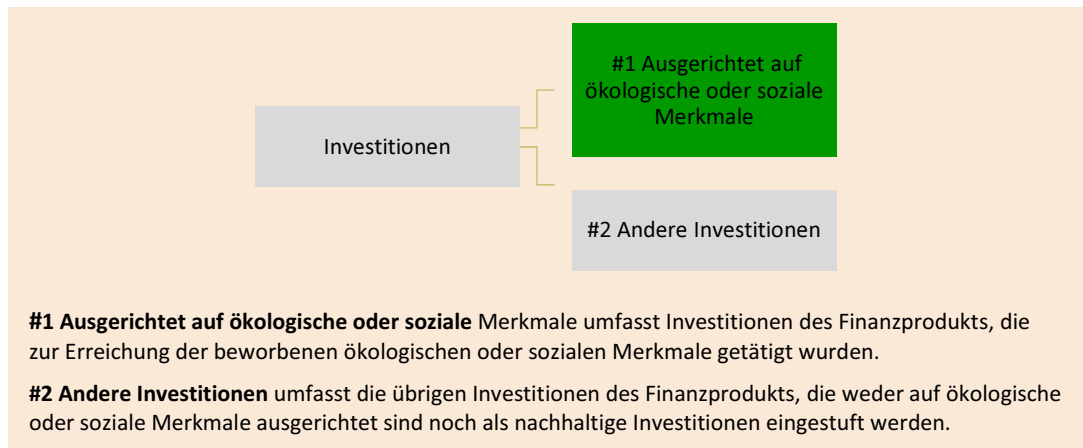 #1 Ausgerichtet auf
ökologische oder soziale
Merkmale
Investitionen
#2 Andere Investitionen
#1 Ausgerichtet auf ökologische oder soziale Merkmale umfasst Investitionen des Finanzprodukts, die
zur Erreichung der beworbenen ökologischen oder sozialen Merkmale getätigt wurden.
#2 Andere Investitionen umfasst die übrigen Investitionen des Finanzprodukts, die weder auf ökologische
oder soziale Merkmale ausgerichtet sind noch als nachhaltige Investitionen eingestuft werden.